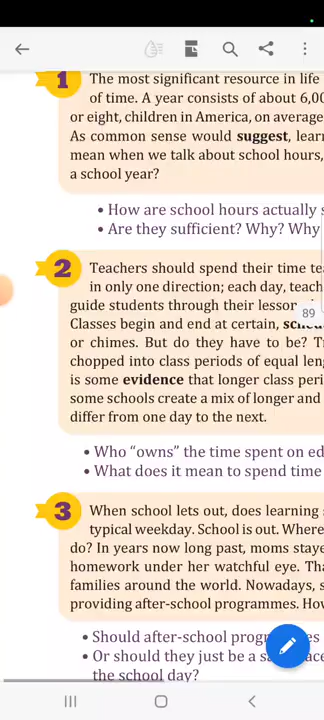 1
The most significant resource in life
of time. A year consists of about 6,00
or eight, children in America, on average
As common sense would suggest, learn
mean when we talk about school hours,
a school year?
• How are school hours actually s
• Are they sufficient? Why? Why
2
Teachers should spend their time tea
in only one direction; each day, teach
guide students through their lesson
89
Classes begin and end at certain, sched
or chimes. But do they have to be? Tr
chopped into class periods of equal leng
is some evidence that longer class peri
some schools create a mix of longer and
differ from one day to the next.
• Who "owns" the time spent on ed
• What does it mean to spend time
3
When school lets out, does learning s
typical weekday. School is out. Where
do? In years now long past, moms staye
homework under her watchful eye. Tha
families around the world. Nowadays, s
providing after-school programmes. How
• Should after-school prog es
• Or should they just be a sa ace
the school day?